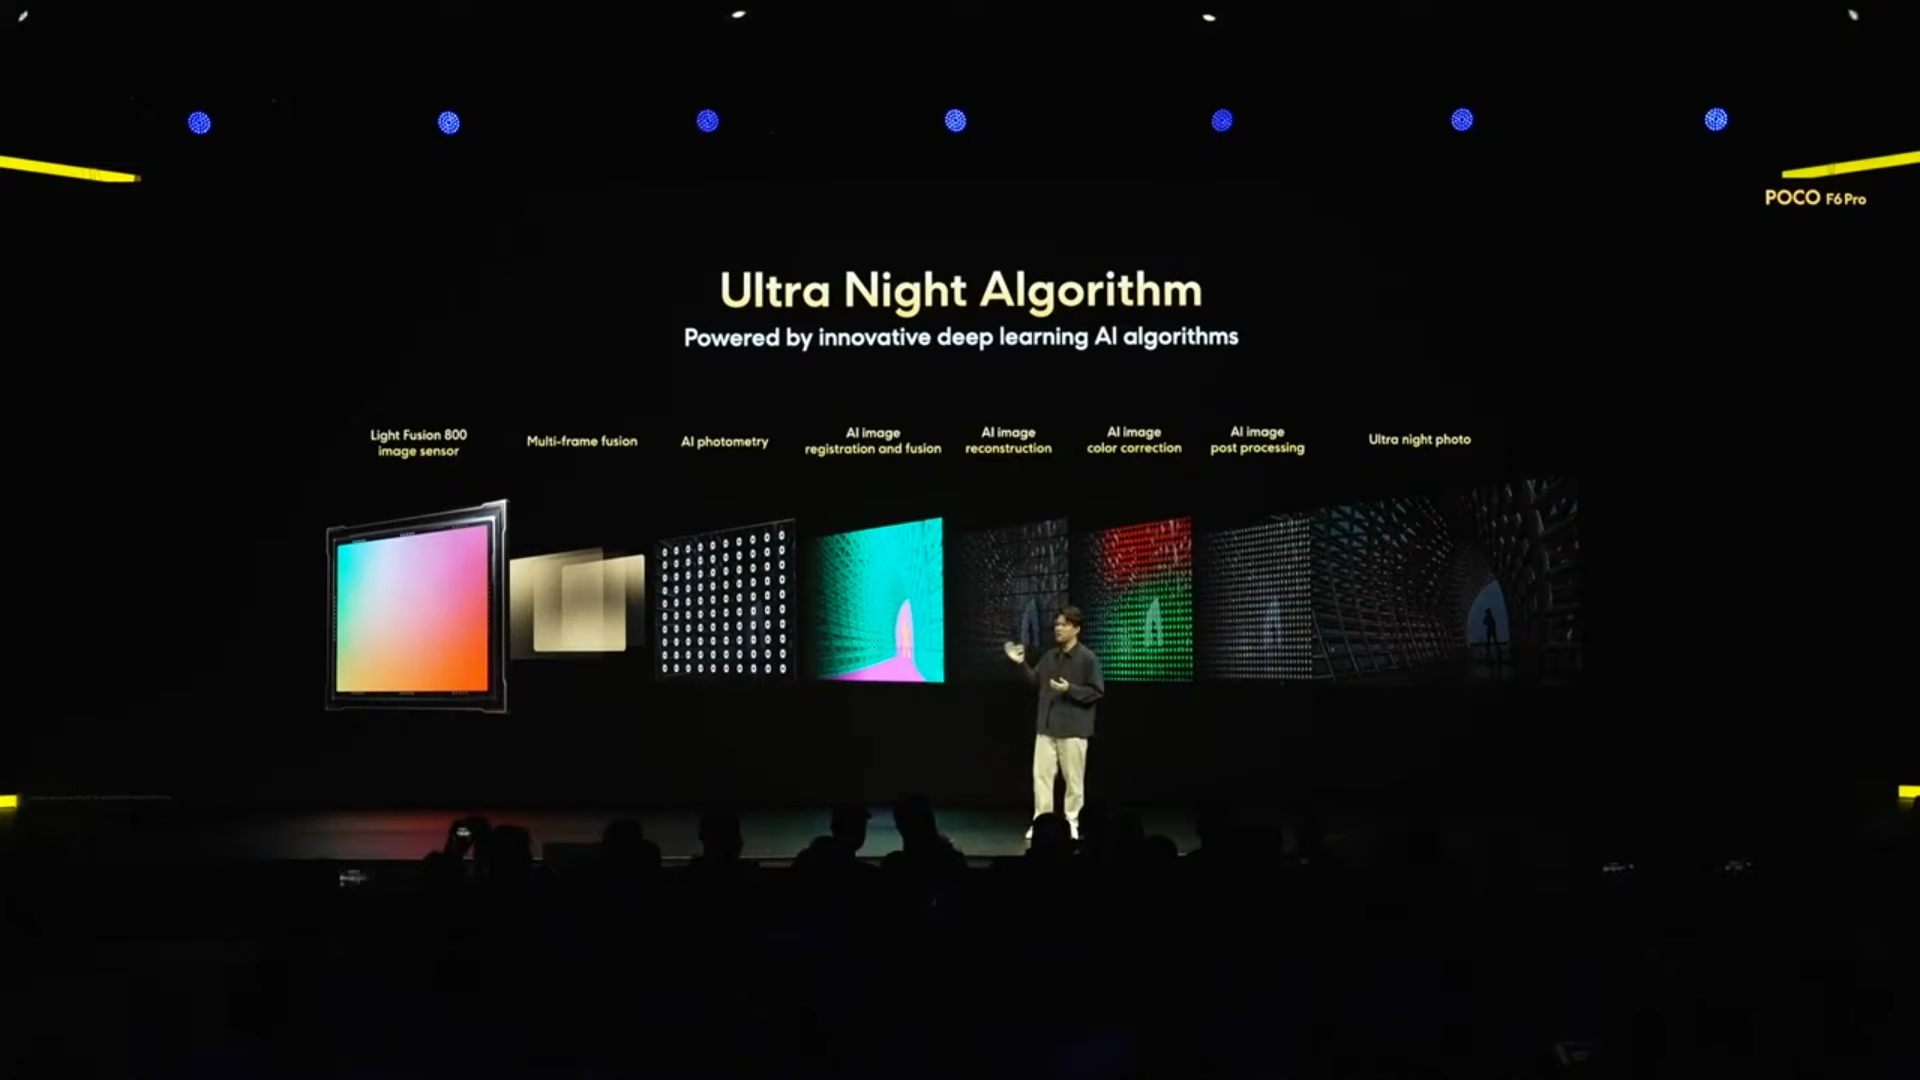 POCO F6 Pro
Ultra Night Algorithm
Powered by innovative deep learning AI algorithms
Light Fusion 800
image sensor
Multi-frame fusion
AI photometry
AI image
registration and fusion
AI image
reconstruction
AI image
color correction
AI image
post processing
Ultra night photo